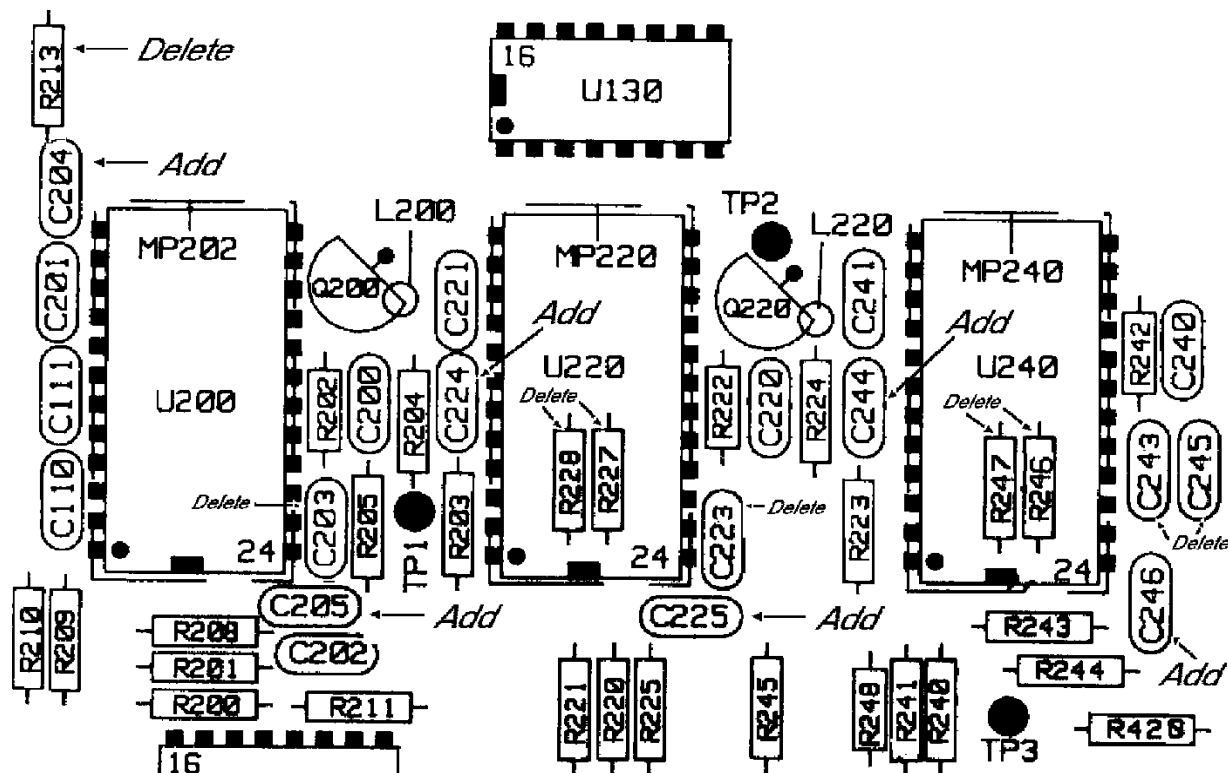 R213
Delete
16
U130
C204
Add
L200
TP2
L220
MP202
MP220
MP240
C201
Q200
C221
Q220
C241
Add
Add
R242
C240
C111
U200
R202
C200
R204
C224
U220
R222
C220
R224
C244
U240
Delete
Delete
C110
Delete
C203
R205
TP1
R203
R228
R227
C223
Delete
R223
R247
R246
C243
C245
Delete
24
24
24
R210
R209
C205
Add
C225
Add
C246
R208
C202
R243
R201
R244
Add
R200
R211
R221
R220
R225
R245
R248
R241
R240
TP3
R428
16